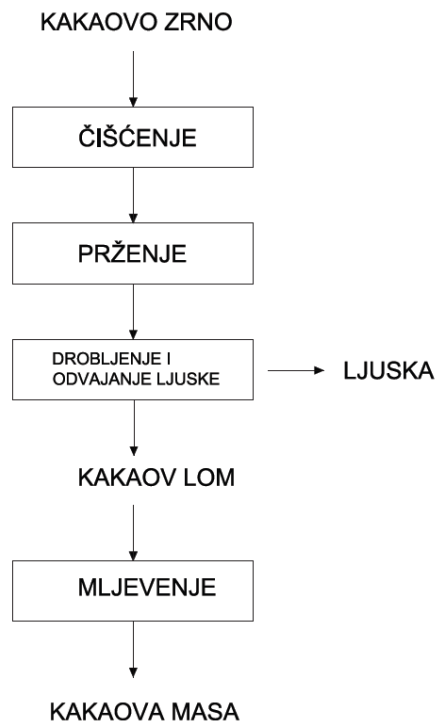 KAKAOVO ZRNO
ČIŠĆENJE
PRŽENJE
DROBLJENJE I
ODVAJANJE LJUSKE
LJUSKA
KAKAOV LOM
MLJEVENJE
KAKAOVA MASA